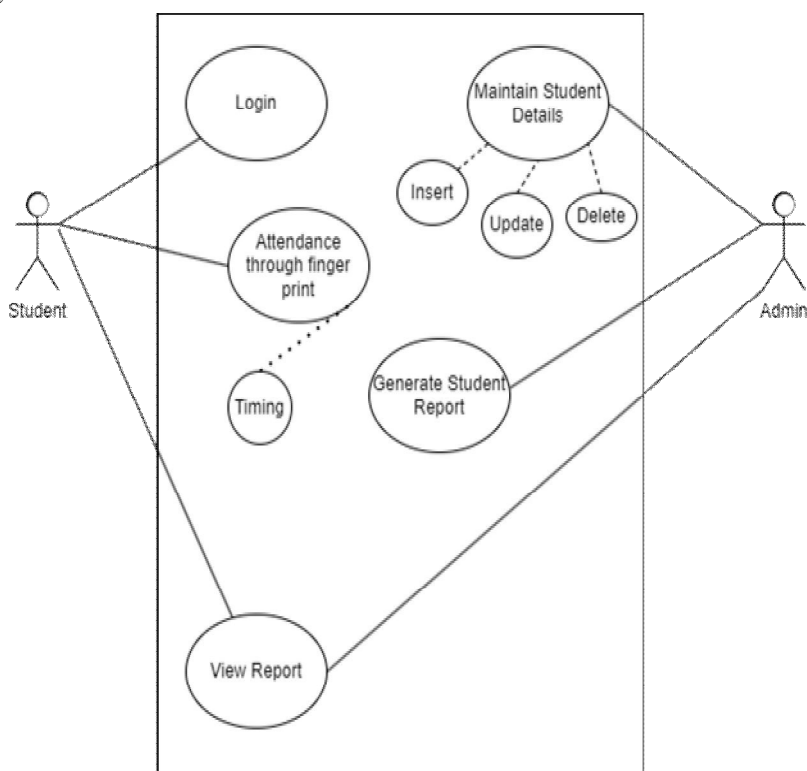 Login
Maintain Student
Details
Insert
Update
Delete
Attendance
through finger
print
Student
Admin
Timing
Generate Student
Report
View Report